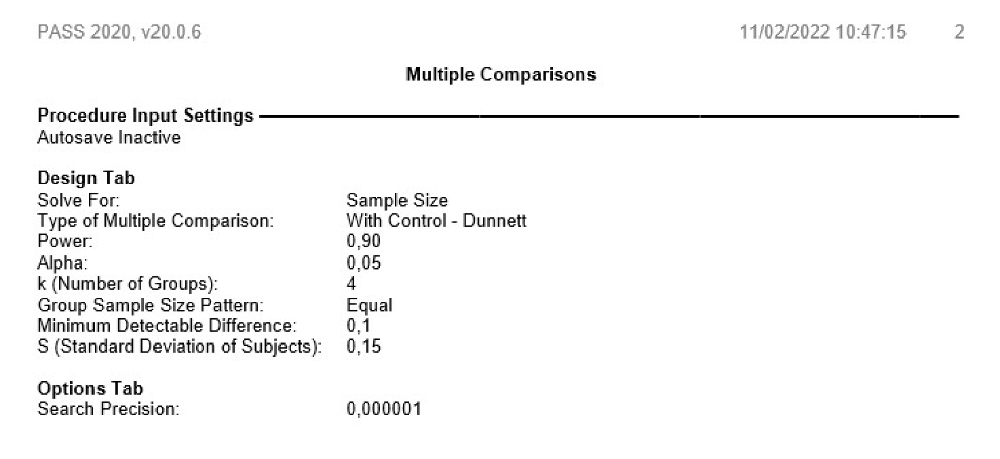 PASS 2020, v20.0.6 11/02/2022 10:47:15 2
Multiple Comparisons
Procedure Input Settings
Autosave Inactive
Design Tab
Solve For: Sample Size
Type of Multiple Comparison: With Control - Dunnett
Power: 0,90
Alpha: 0,05
k (Number of Groups): 4
Group Sample Size Pattern: Equal
Minimum Detectable Difference: 0,1
S (Standard Deviation of Subjects): 0,15
Options Tab
Search Precision: 0,000001